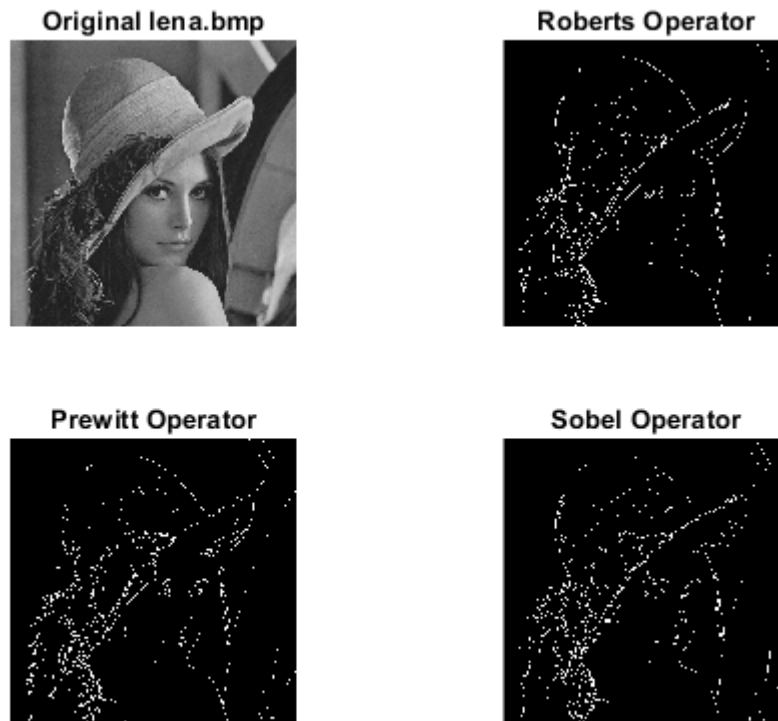 Original lena.bmp
Roberts Operator
Prewitt Operator
Sobel Operator